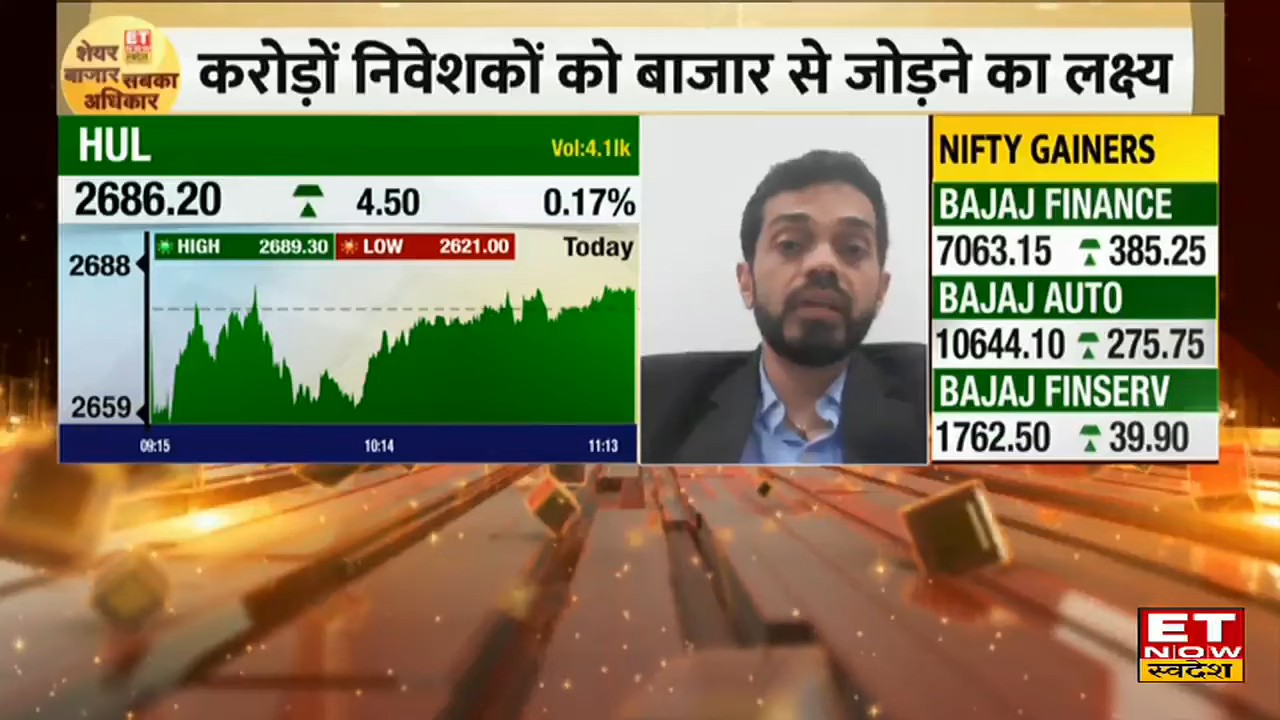 शेयर
बाजार सबका
अधिकार
ET
NOW
स्वदेश
करोड़ों निवेशकों को बाजार से जोड़ने का लक्ष्य
HUL
Vol:4.1lk
2686.20 4.50 0.17%
HIGH 2689.30 LOW 2621.00 Today
2688
2659
09:15 10:14 11:13
NIFTY GAINERS
BAJAJ FINANCE
7063.15 385.25
BAJAJ AUTO
10644.10 275.75
BAJAJ FINSERV
1762.50 39.90
ET
NOW
स्वदेश